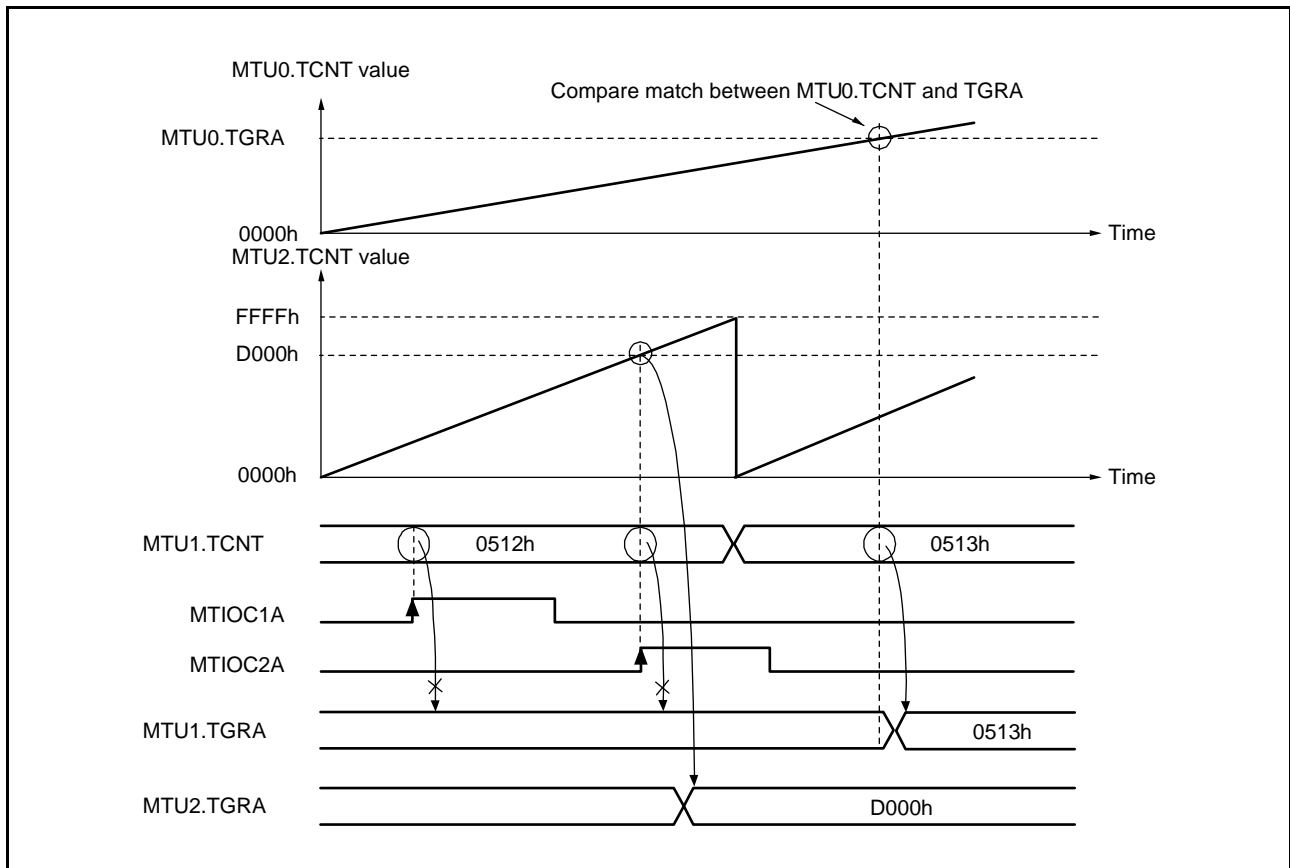 MTU0.TCNT value
Compare match between MTU0.TCNT and TGRA
MTU0.TGRA
0000h
Time
MTU2.TCNT value
FFFFh
D000h
0000h
Time
MTU1.TCNT
0512h
0513h
MTIOC1A
MTIOC2A
MTU1.TGRA
0513h
MTU2.TGRA
D000h